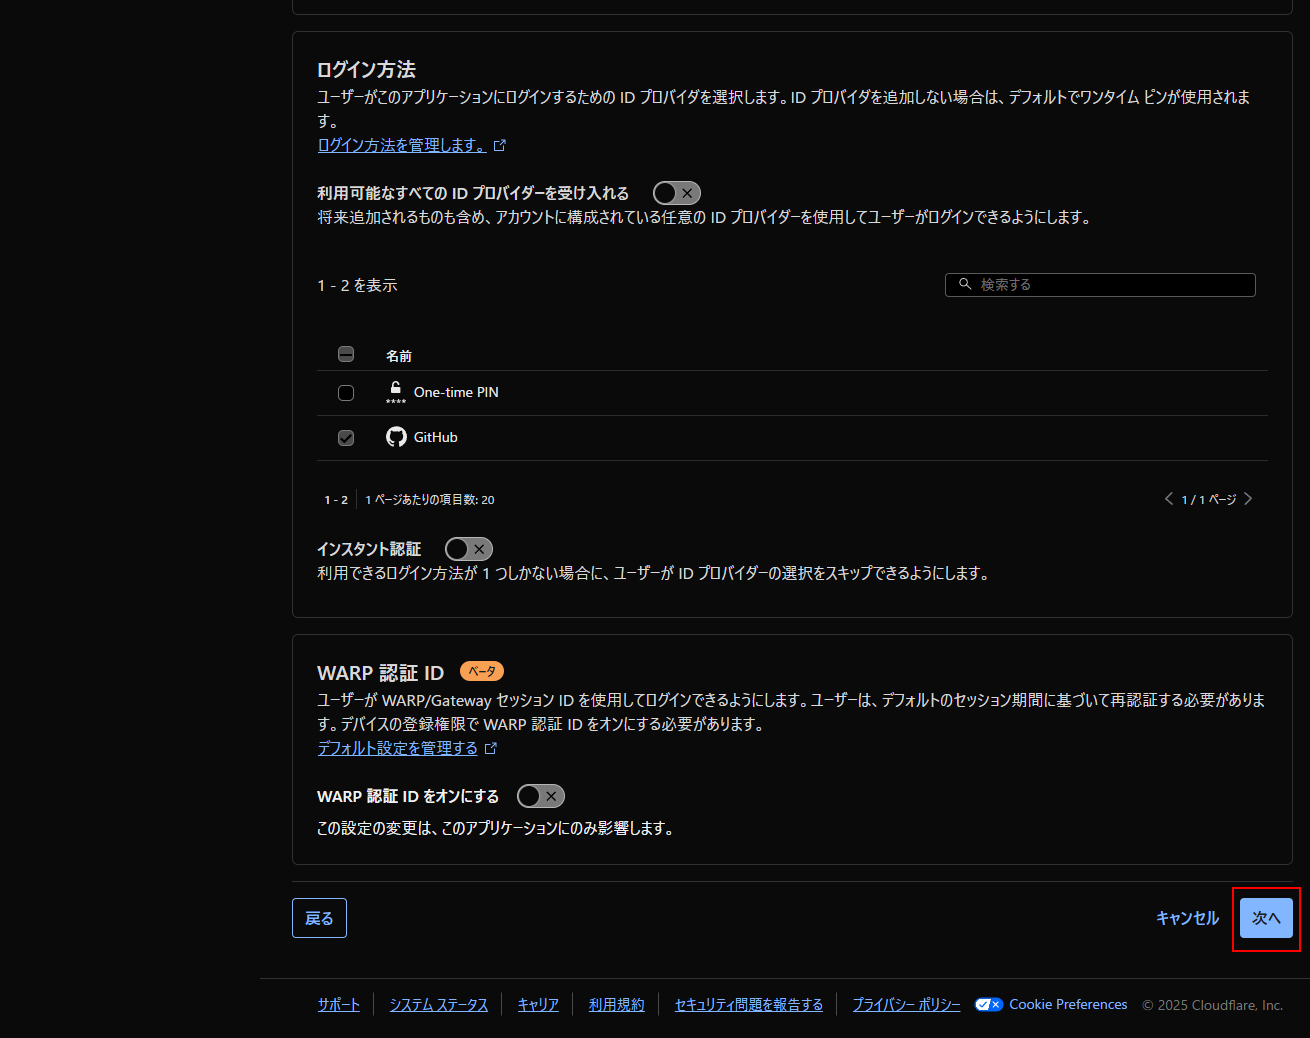 ログイン方法
ユーザーがこのアプリケーションにログインするための ID プロバイダを選択します。ID プロバイダを追加しない場合は、デフォルトでワンタイム ピンが使用されま
す。
ログイン方法を管理します。
利用可能なすべての ID プロバイダーを受け入れる
将来追加されるものも含め、アカウントに構成されている任意の ID プロバイダーを使用してユーザーがログインできるようにします。
1 - 2 を表示
検索する
名前
**** One-time PIN
GitHub
1 - 2 1 ページあたりの項目数: 20
1 / 1 ページ
インスタント認証
利用できるログイン方法が 1 つしかない場合に、ユーザーが ID プロバイダーの選択をスキップできるようにします。
WARP 認証 ID ベータ
ユーザーが WARP/Gateway セッション ID を使用してログインできるようにします。ユーザーは、デフォルトのセッション期間に基づいて再認証する必要がありま
す。デバイスの登録権限で WARP 認証 ID をオンにする必要があります。
デフォルト設定を管理する
WARP 認証 ID をオンにする
この設定の変更は、このアプリケーションにのみ影響します。
戻る
キャンセル
次へ
サポート
システム ステータス
キャリア
利用規約
セキュリティ問題を報告する
プライバシー ポリシー
Cookie Preferences
© 2025 Cloudflare, Inc.